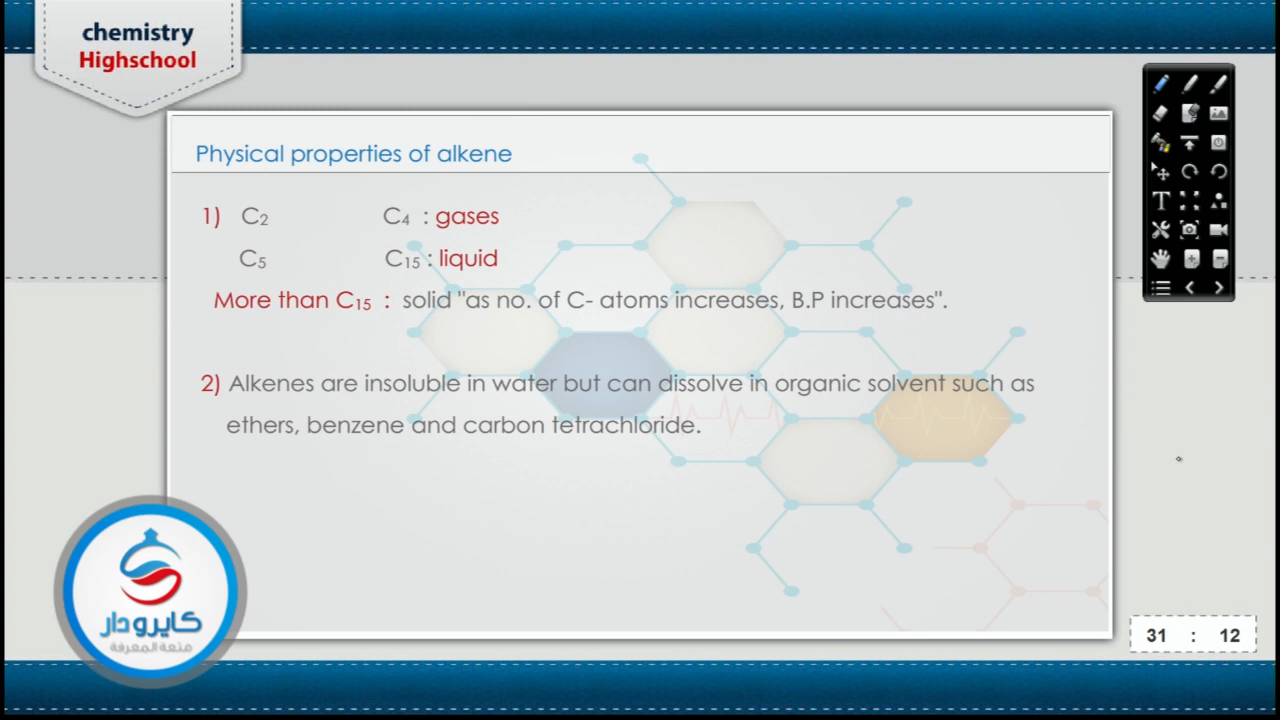 chemistry
Highschool
Physical properties of alkene
1) C₂ C₄ : gases
C₅ C₁₅ : liquid
More than C₁₅ : solid "as no. of C- atoms increases, B.P increases".
2) Alkenes are insoluble in water but can dissolve in organic solvent such as
ethers, benzene and carbon tetrachloride.
كايرودار
متعة المعرفة
31 : 12